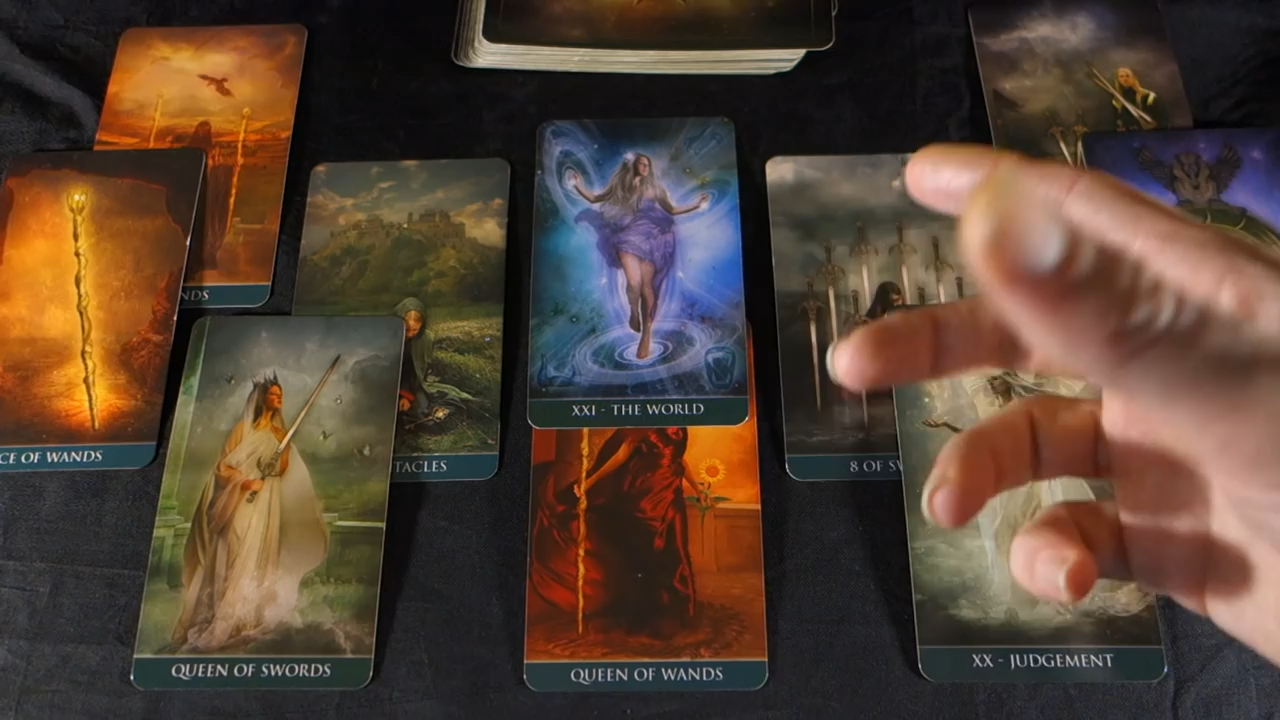 NDS
CE OF WANDS
TACLES
XXI - THE WORLD
8 OF SW
QUEEN OF SWORDS
QUEEN OF WANDS
XX - JUDGEMENT